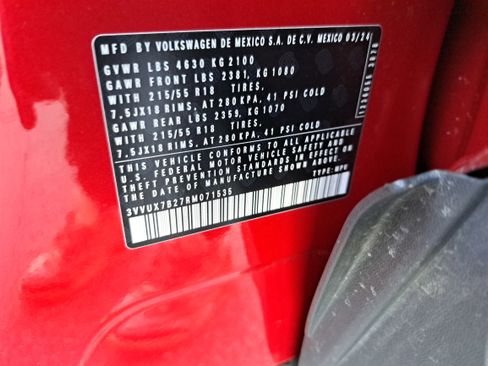 MFD BY VOLKSWAGEN DE MEXICO S.A. DE C.V. MEXICO 03/24
GVWR LBS 4630 KG 2100
GAWR FRONT LBS 2381, KG 1080
WITH 215/55 R18 TIRES,
7.5JX18 RIMS, AT 280 KPA, 41 PSI COLD
GAWR REAR LBS 2359, KG 1070
WITH 215/55 R18 TIRES,
7.5JX18 RIMS, AT 280 KPA, 41 PSI COLD
THIS VEHICLE CONFORMS TO ALL APPLICABLE
U.S. FEDERAL MOTOR VEHICLE SAFETY AND
THEFT PREVENTION STANDARDS IN EFFECT ON
THE DATE OF MANUFACTURE SHOWN ABOVE.
TYPE: MPV
3VVUX7B27RM071535